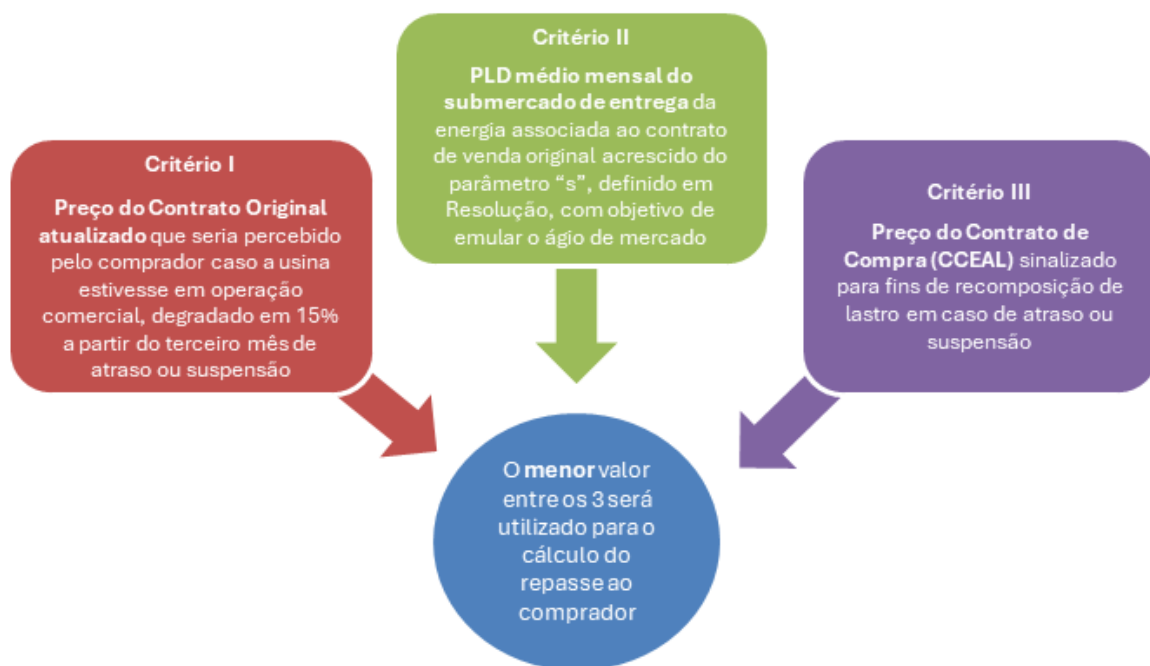 Critério I
Preço do Contrato Original
atualizado que seria percebido
pelo comprador caso a usina
estivesse em operação
comercial, degradado em 15%
a partir do terceiro mês de
atraso ou suspensão
Critério II
PLD médio mensal do
submercado de entrega da
energia associada ao contrato
de venda original acrescido do
parâmetro “s”, definido em
Resolução, com objetivo de
emular o ágio de mercado
Critério III
Preço do Contrato de
Compra (CCEAL) sinalizado
para fins de recomposição de
lastro em caso de atraso ou
suspensão
O menor valor
entre os 3 será
utilizado para o
cálculo do
repasse ao
comprador